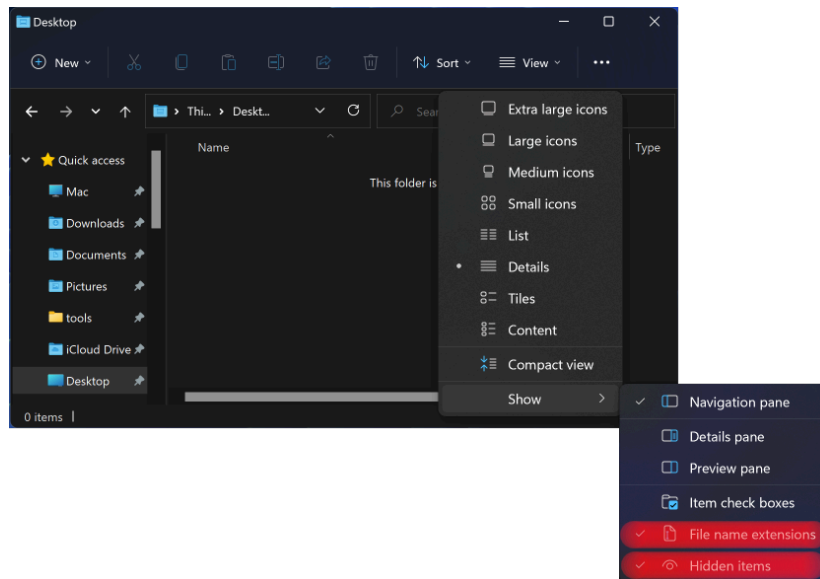 Desktop
New
Sort
View
Thi... Deskt...
Sear
Name
Type
This folder is
Quick access
Mac
Downloads
Documents
Pictures
tools
iCloud Drive
Desktop
0 items
Extra large icons
Large icons
Medium icons
Small icons
List
Details
Tiles
Content
Compact view
Show
Navigation pane
Details pane
Preview pane
Item check boxes
File name extensions
Hidden items